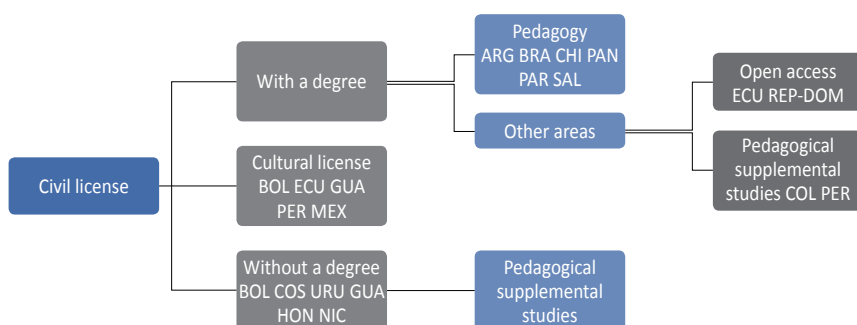 Civil license
With a degree
Cultural license
BOL ECU GUA
PER MEX
Without a degree
BOL COS URU GUA
HON NIC
Pedagogy
ARG BRA CHI PAN
PAR SAL
Other areas
Pedagogical
supplemental
studies
Open access
ECU REP-DOM
Pedagogical
supplemental
studies COL PER